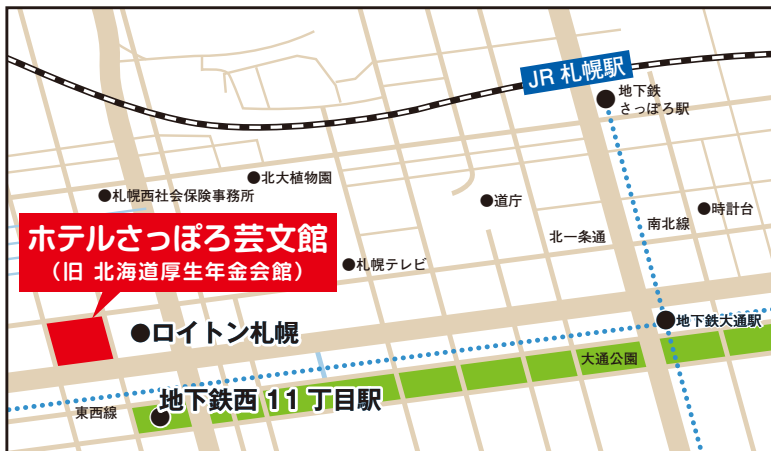 JR 札幌駅
地下鉄
さっぽろ駅
●北大植物園
●札幌西社会保険事務所
●道庁
●時計台
ホテルさっぽろ芸文館
（旧 北海道厚生年金会館）
北一条通
南北線
●札幌テレビ
●ロイトン札幌
●地下鉄大通駅
大通公園
地下鉄西 11 丁目駅
東西線